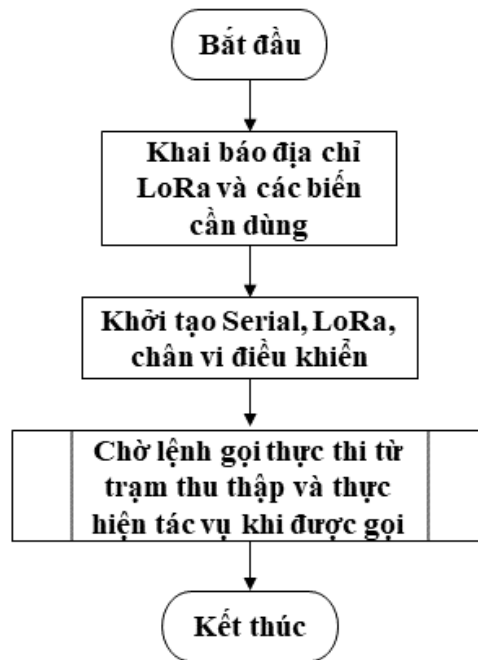 Bắt đầu
Khai báo địa chỉ
LoRa và các biến
cần dùng
Khởi tạo Serial, LoRa,
chân vi điều khiển
Chờ lệnh gọi thực thi từ
trạm thu thập và thực
hiện tác vụ khi được gọi
Kết thúc